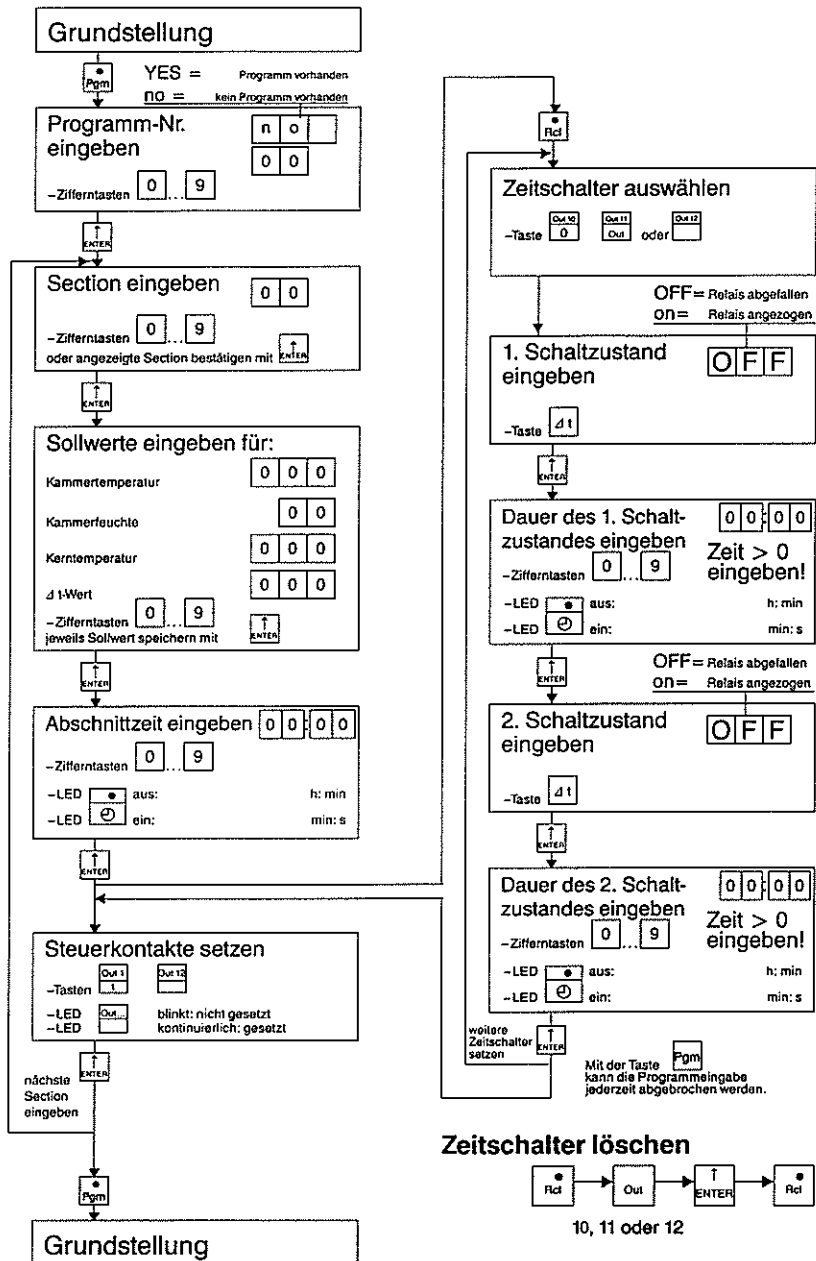 Grundstellung
Pgm
YES = Programm vorhanden
no = kein Programm vorhanden
Programm-Nr.
eingeben
n o
0 0
–Zifferntasten 0 ... 9
↑
ENTER
Section eingeben
0 0
–Zifferntasten 0 ... 9
oder angezeigte Section bestätigen mit ↑ ENTER
↑
ENTER
Sollwerte eingeben für:
Kammertemperatur 0 0 0
Kammerfeuchte 0 0
Kerntemperatur 0 0 0
Δ t-Wert 0 0 0
–Zifferntasten 0 ... 9
jeweils Sollwert speichern mit ↑ ENTER
↑
ENTER
Abschnittzeit eingeben 0 0:0 0
–Zifferntasten 0 ... 9
–LED aus: h: min
–LED ein: min: s
↑
ENTER
Steuerkontakte setzen
–Tasten Out 1 1 Out 12
–LED Out... blinkt: nicht gesetzt
–LED kontinuierlich: gesetzt
↑
ENTER
nächste
Section
eingeben
Pgm
Grundstellung
Rcl
Zeitschalter auswählen
–Taste Out 10 0 Out 11 Out oder Out 12
OFF= Relais abgefallen
on= Relais angezogen
1. Schaltzustand
eingeben
O F F
–Taste Δ t
↑
ENTER
Dauer des 1. Schalt-
zustandes eingeben
0 0:0 0
–Zifferntasten 0 ... 9
Zeit > 0
eingeben!
–LED aus: h: min
–LED ein: min: s
↑
ENTER
OFF= Relais abgefallen
on= Relais angezogen
2. Schaltzustand
eingeben
O F F
–Taste Δ t
↑
ENTER
Dauer des 2. Schalt-
zustandes eingeben
0 0:0 0
–Zifferntasten 0 ... 9
Zeit > 0
eingeben!
–LED aus: h: min
–LED ein: min: s
weitere
Zeitschalter
setzen
↑
ENTER
Mit der Taste Pgm
kann die Programmeingabe
jederzeit abgebrochen werden.
Zeitschalter löschen
Rcl Out ↑ ENTER Rcl
10, 11 oder 12